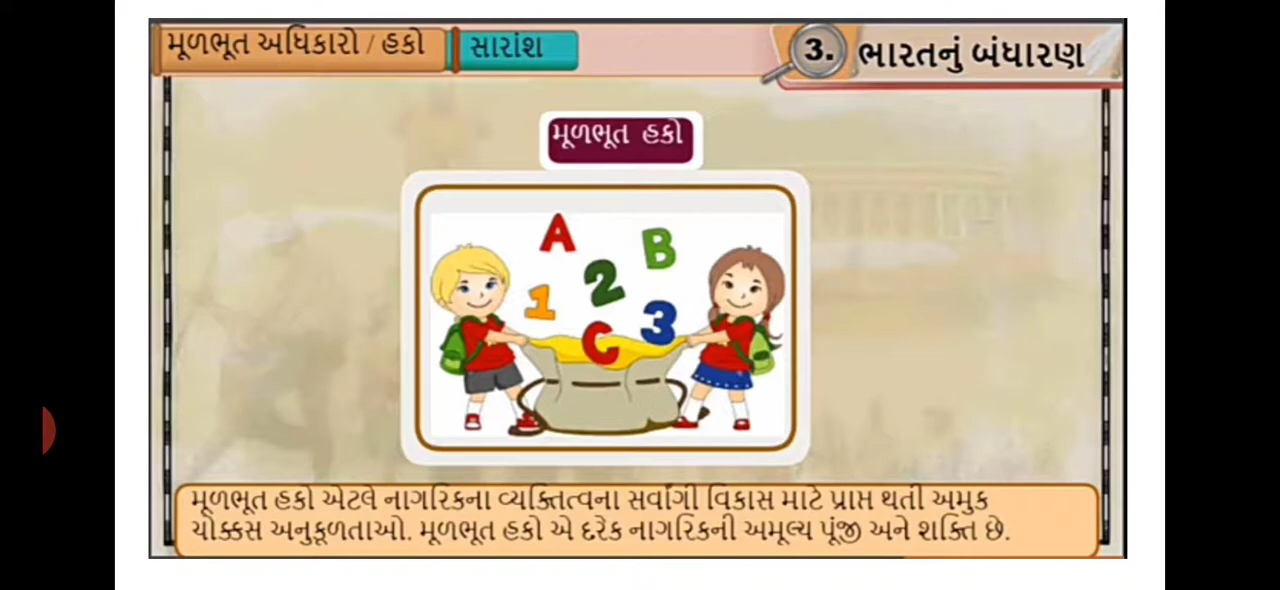 મૂળભૂત અધિકારો / હકો
સારાંશ
3. ભારતનું બંધારણ
મૂળભૂત હકો
A
B
2
1
3
C
મૂળભૂત હકો એટલે નાગરિકના વ્યક્તિત્વના સર્વાંગી વિકાસ માટે પ્રાપ્ત થતી અમુક
ચોક્કસ અનુકૂળતાઓ. મૂળભૂત હકો એ દરેક નાગરિકની અમૂલ્ય પૂંજી અને શક્તિ છે.